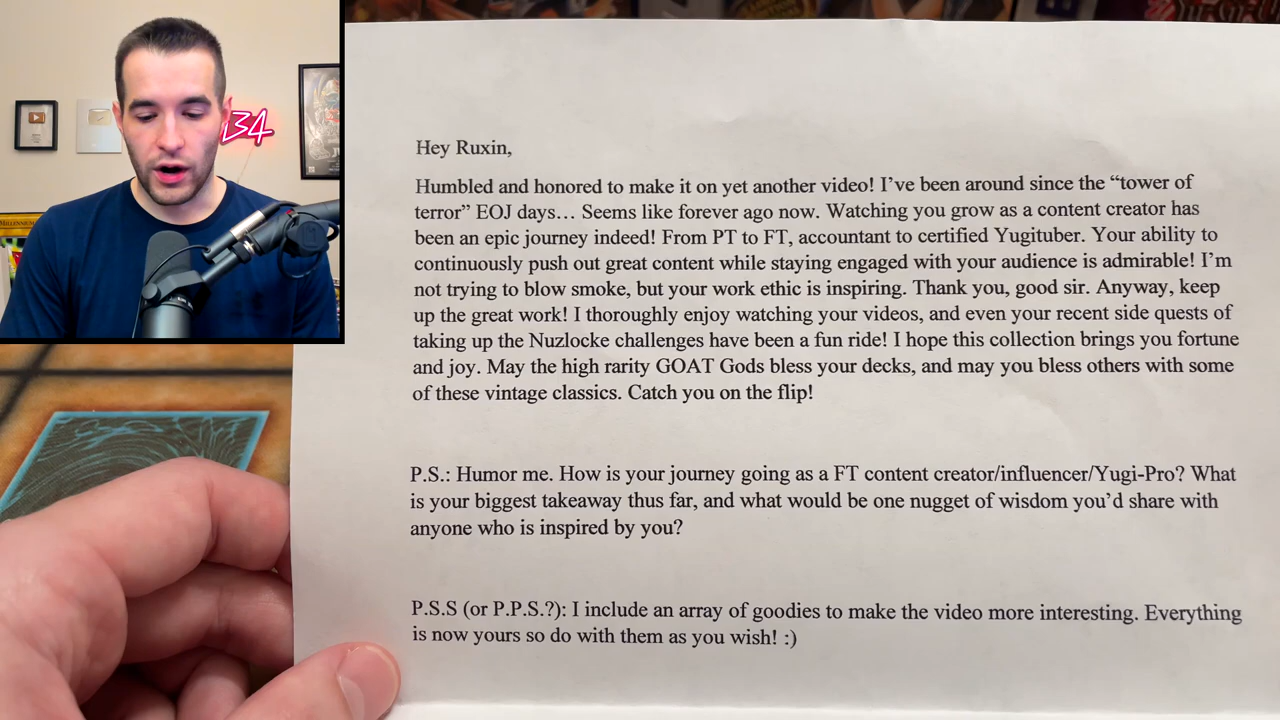 134
MILLENNIUM
Hey Ruxin,
Humbled and honored to make it on yet another video! I’ve been around since the “tower of
terror” EOJ days… Seems like forever ago now. Watching you grow as a content creator has
been an epic journey indeed! From PT to FT, accountant to certified Yugituber. Your ability to
continuously push out great content while staying engaged with your audience is admirable! I’m
not trying to blow smoke, but your work ethic is inspiring. Thank you, good sir. Anyway, keep
up the great work! I thoroughly enjoy watching your videos, and even your recent side quests of
taking up the Nuzlocke challenges have been a fun ride! I hope this collection brings you fortune
and joy. May the high rarity GOAT Gods bless your decks, and may you bless others with some
of these vintage classics. Catch you on the flip!
P.S.: Humor me. How is your journey going as a FT content creator/influencer/Yugi-Pro? What
is your biggest takeaway thus far, and what would be one nugget of wisdom you’d share with
anyone who is inspired by you?
P.S.S (or P.P.S.?): I include an array of goodies to make the video more interesting. Everything
is now yours so do with them as you wish! :)